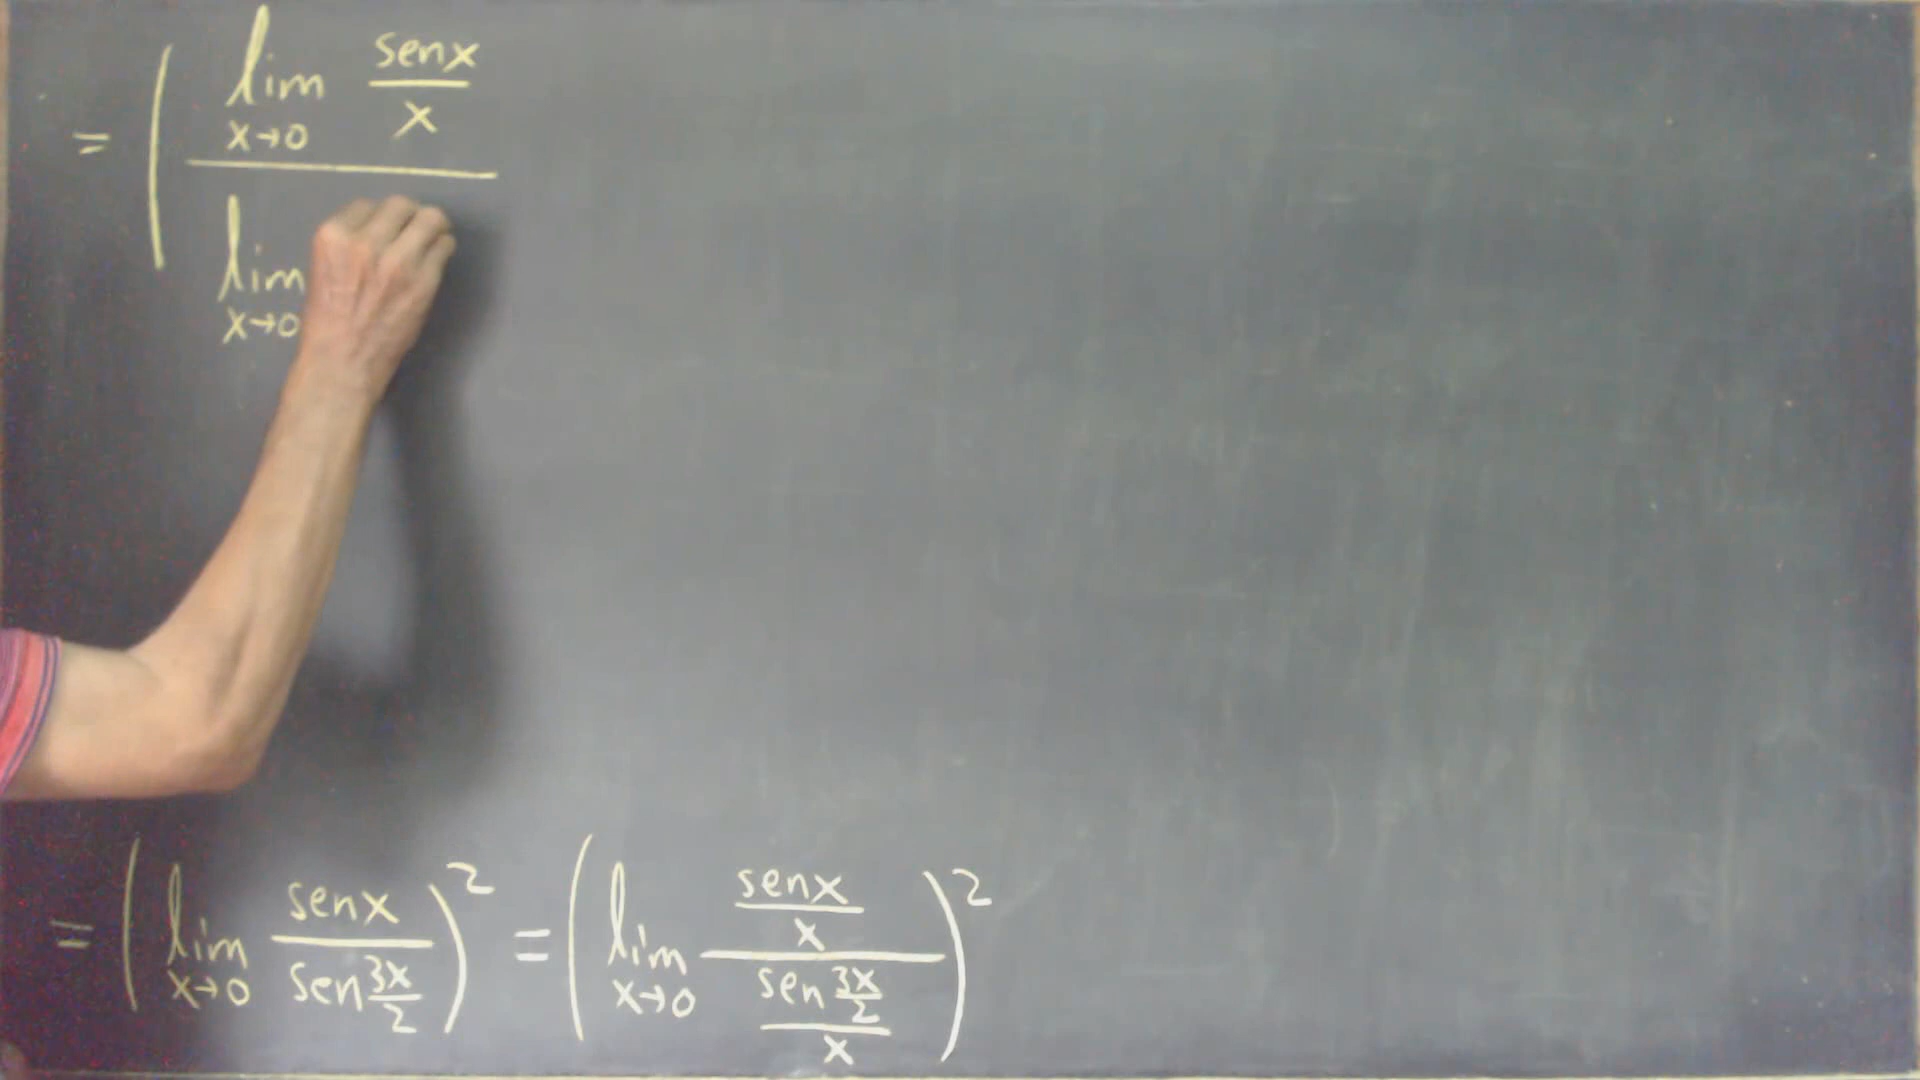 = ( lim x→0 senx/x
lim x→0
= ( lim x→0 senx / sen 3x/2 )² = ( lim x→0 senx/x / sen 3x/2 / x )²